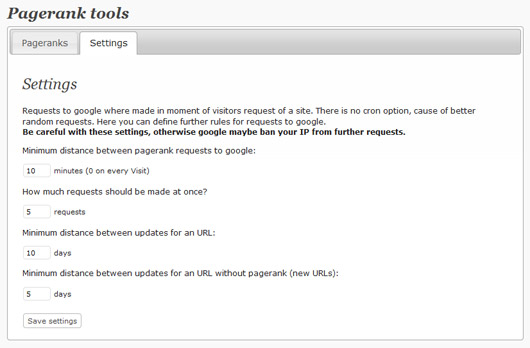 Pagerank tools
Pageranks
Settings
Settings
Requests to google where made in moment of visitors request of a site. There is no cron option, cause of better
random requests. Here you can define further rules for requests to google.
Be careful with these settings, otherwise google maybe ban your IP from further requests.
Minimum distance between pagerank requests to google:
10 minutes (0 on every Visit)
How much requests should be made at once?
5 requests
Minimum distance between updates for an URL:
10 days
Minimum distance between updates for an URL without pagerank (new URLs):
5 days
Save settings